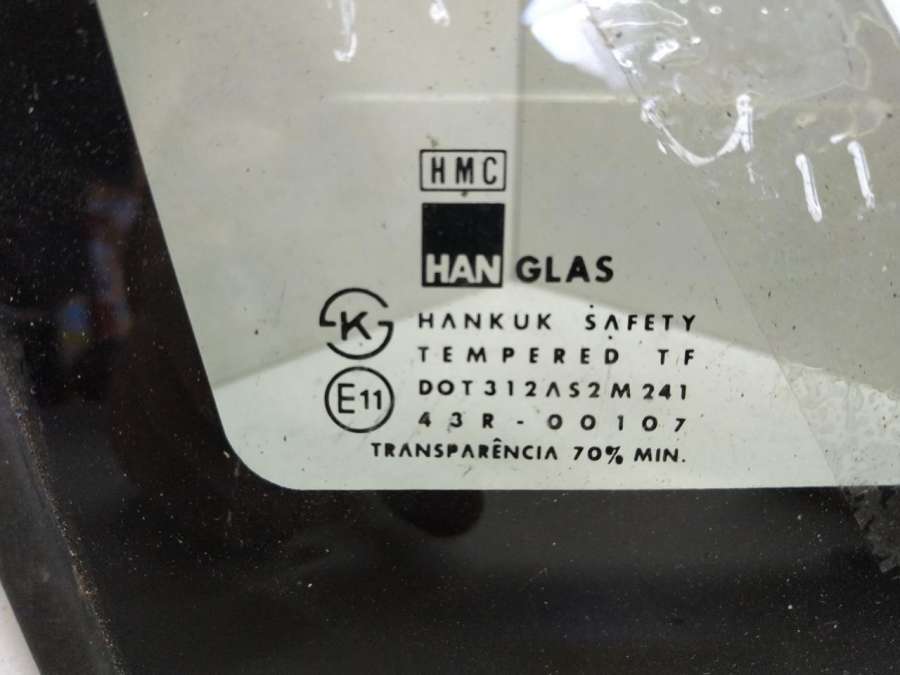 HMC
HAN GLAS
K HANKUK SAFETY
TEMPERED TF
E11 DOT312AS2M241
43R-00107
TRANSPARÊNCIA 70% MIN.